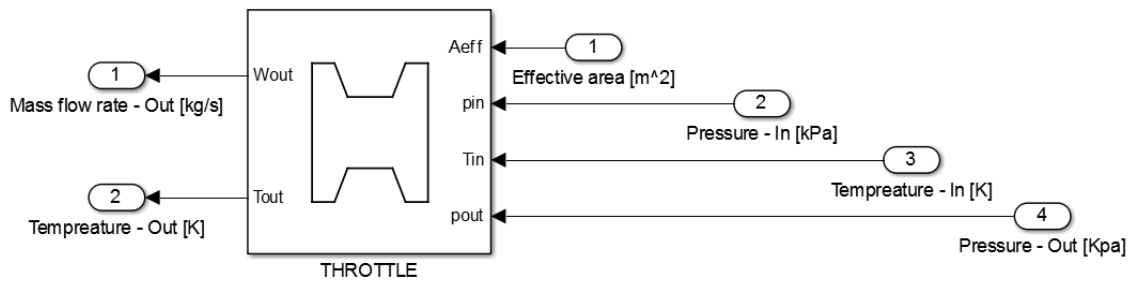 Aeff
1
Effective area [m^2]
1
Wout
Mass flow rate - Out [kg/s]
pin
2
Pressure - In [kPa]
Tin
3
Tempreature - In [K]
2
Tout
Tempreature - Out [K]
pout
4
Pressure - Out [Kpa]
THROTTLE